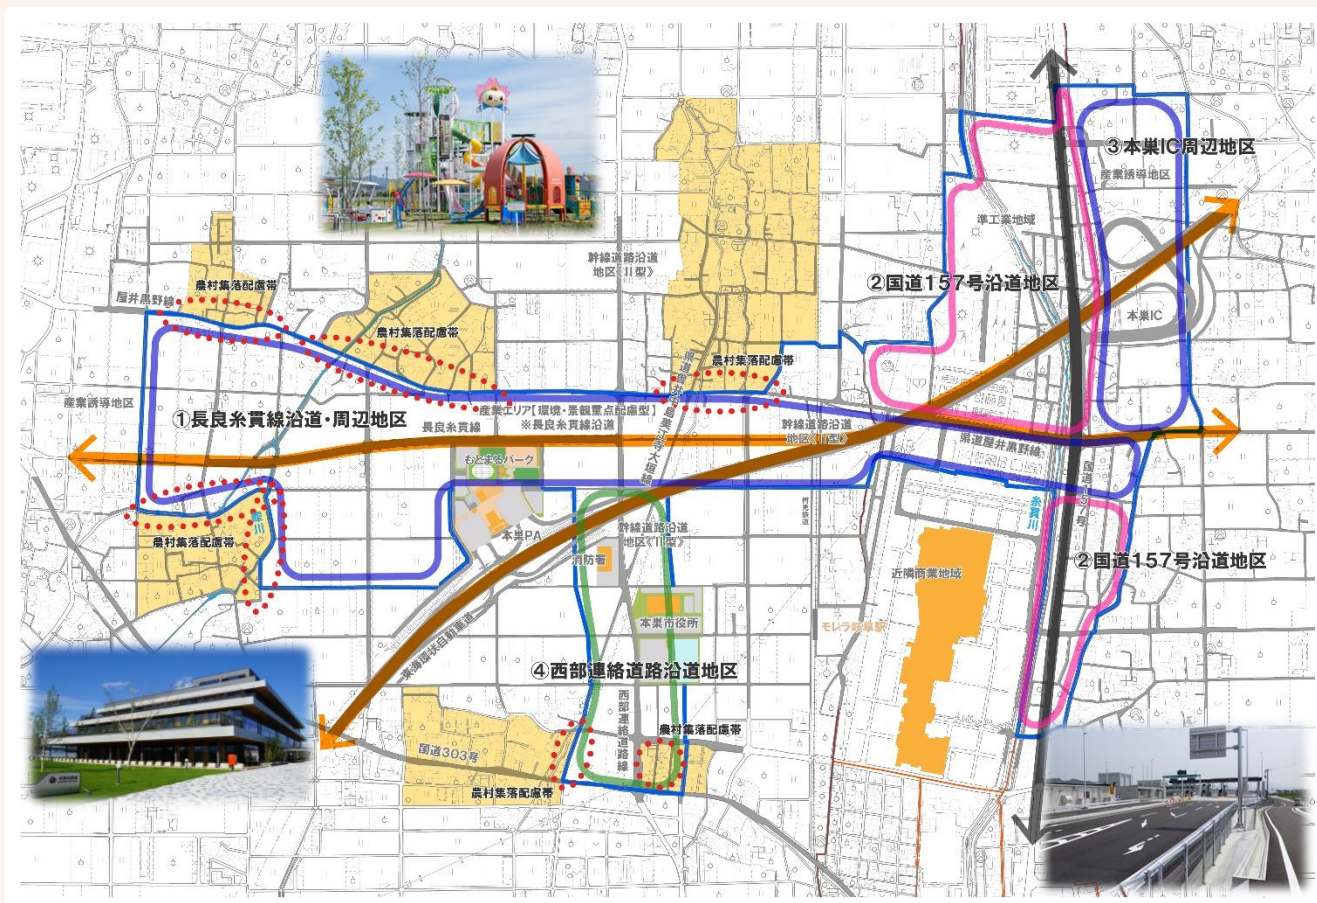 ③本巣IC周辺地区
産業誘導地区
準工業地域
幹線道路沿道
地区《Ⅱ型》
②国道157号沿道地区
農村集落配慮帯
屋井黒野線
本巣IC
農村集落配慮帯
農村集落配慮帯
産業誘導地区
①長良糸貫線沿道・周辺地区
産業エリア【環境・景観重点配慮型】
※長良糸貫線沿道
長良糸貫線
幹線道路沿道
地区《Ⅱ型》
県道屋井黒野線
もとまるパーク
国道157号
糸貫川
樽見鉄道
本巣PA
幹線道路沿道
地区《Ⅱ型》
農村集落配慮帯
消防署
近隣商業地域
②国道157号沿道地区
本巣市役所
モレラ岐阜駅
東海環状自動車道
④西部連絡道路沿道地区
西部連絡道路線
農村集落配慮帯
国道303号
農村集落配慮帯